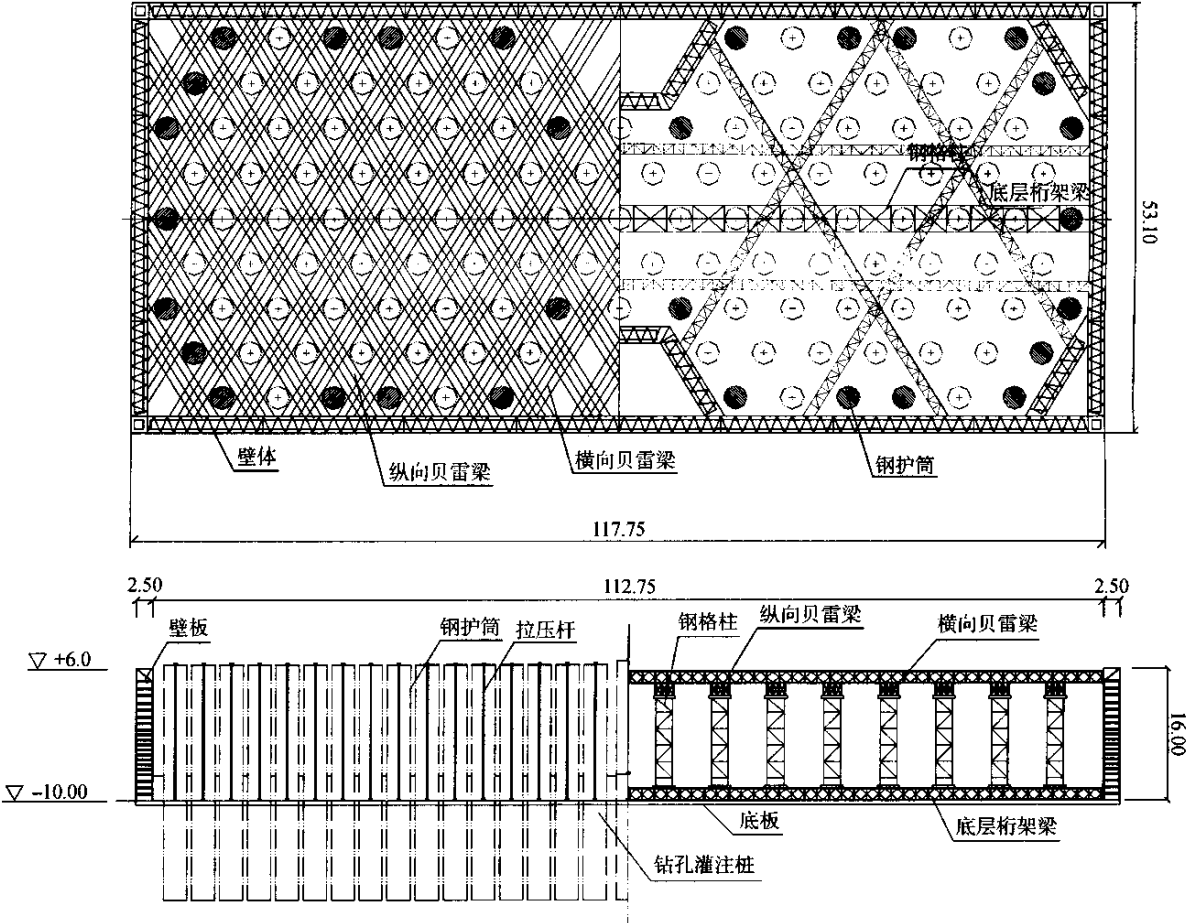 钢格柱
底层桁架梁
53.10
壁体
纵向贝雷梁
横向贝雷梁
钢护筒
117.75
2.50
112.75
2.50
壁板
钢护筒
拉压杆
钢格柱
纵向贝雷梁
横向贝雷梁
▽ +6.0
16.00
▽ −10.00
底板
底层桁架梁
钻孔灌注桩